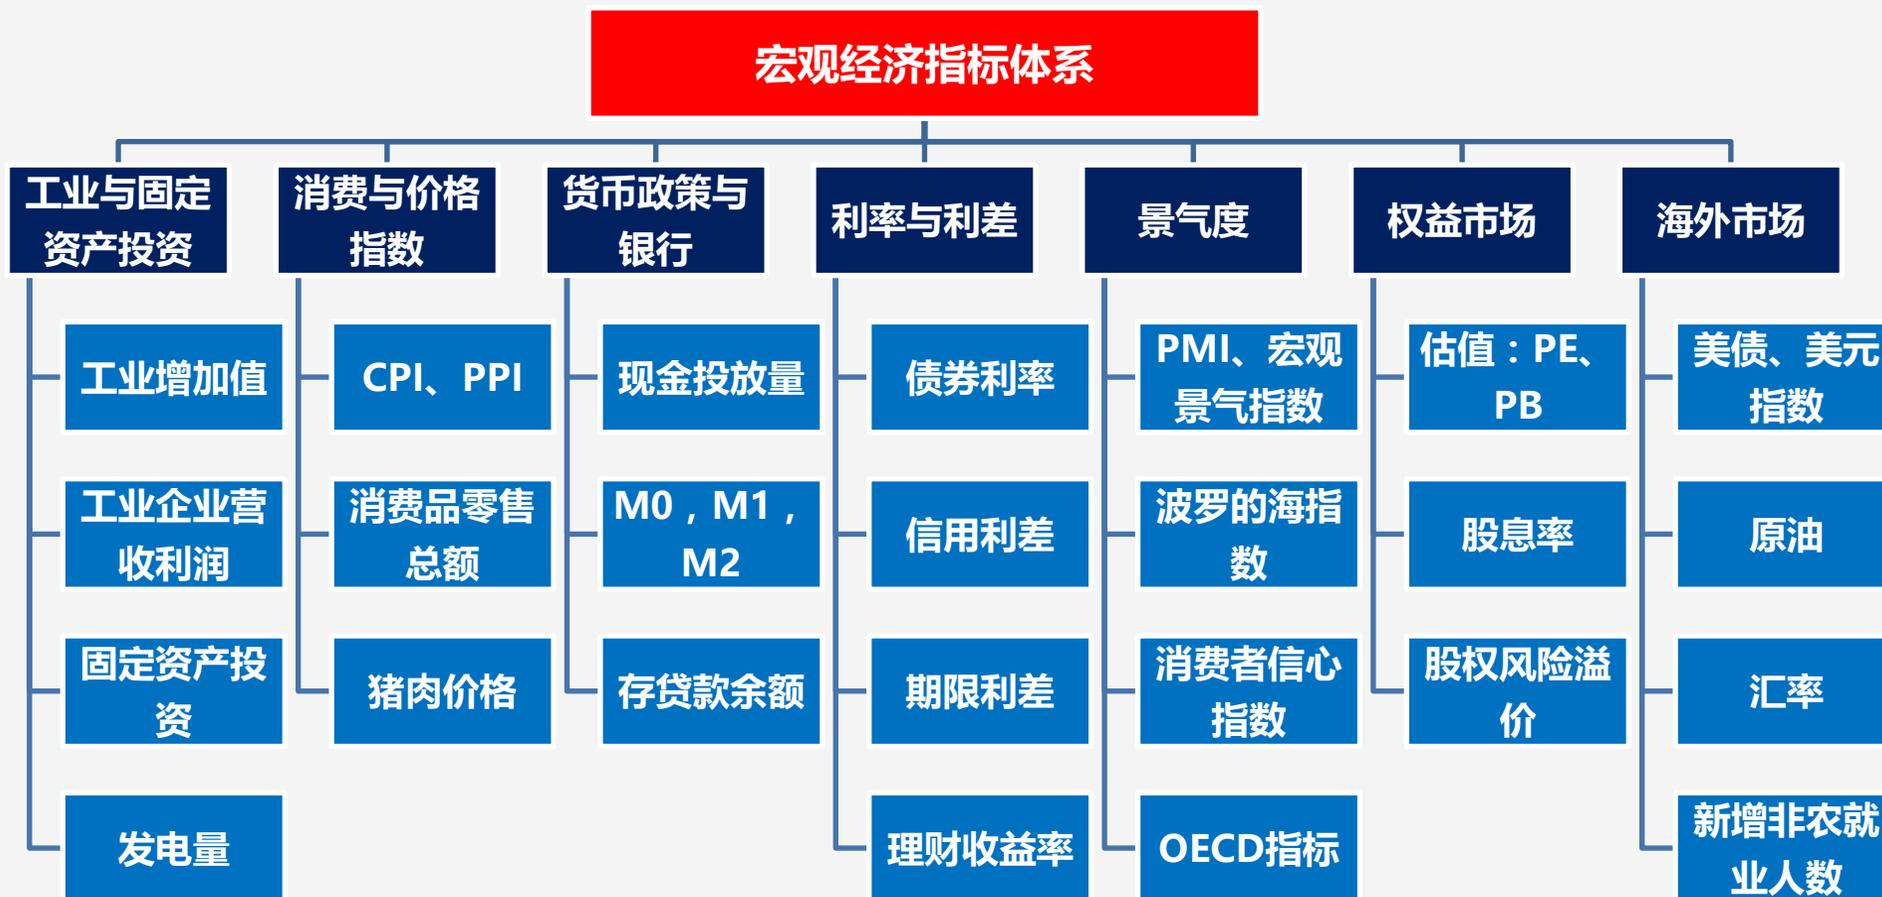 宏观经济指标体系
工业与固定
资产投资
消费与价格
指数
货币政策与
银行
利率与利差
景气度
权益市场
海外市场
工业增加值
CPI、PPI
现金投放量
债券利率
PMI、宏观
景气指数
估值：PE、
PB
美债、美元
指数
工业企业营
收利润
消费品零售
总额
M0，M1，
M2
信用利差
波罗的海指
数
股息率
原油
固定资产投
资
猪肉价格
存贷款余额
期限利差
消费者信心
指数
股权风险溢
价
汇率
发电量
理财收益率
OECD指标
新增非农就
业人数